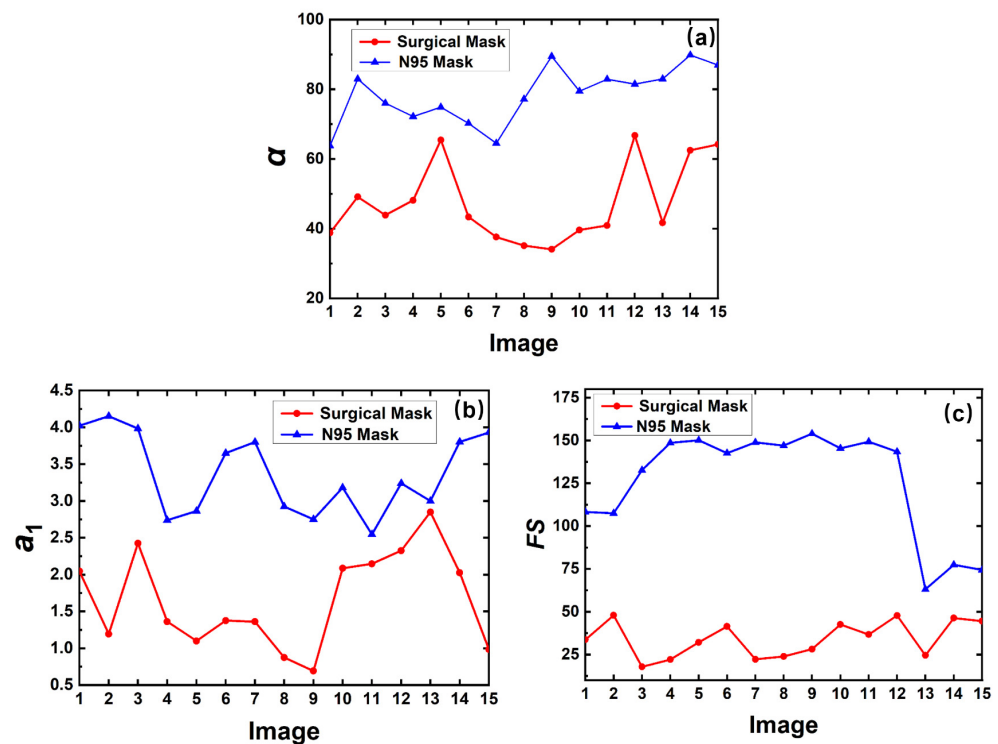 (a)
Surgical Mask
N95 Mask
100
80
60
40
20
α
1 2 3 4 5 6 7 8 9 10 11 12 13 14 15
Image
(b)
Surgical Mask
N95 Mask
4.5
4.0
3.5
3.0
2.5
2.0
1.5
1.0
0.5
a1
1 2 3 4 5 6 7 8 9 10 11 12 13 14 15
Image
(c)
Surgical Mask
N95 Mask
175
150
125
100
75
50
25
FS
1 2 3 4 5 6 7 8 9 10 11 12 13 14 15
Image